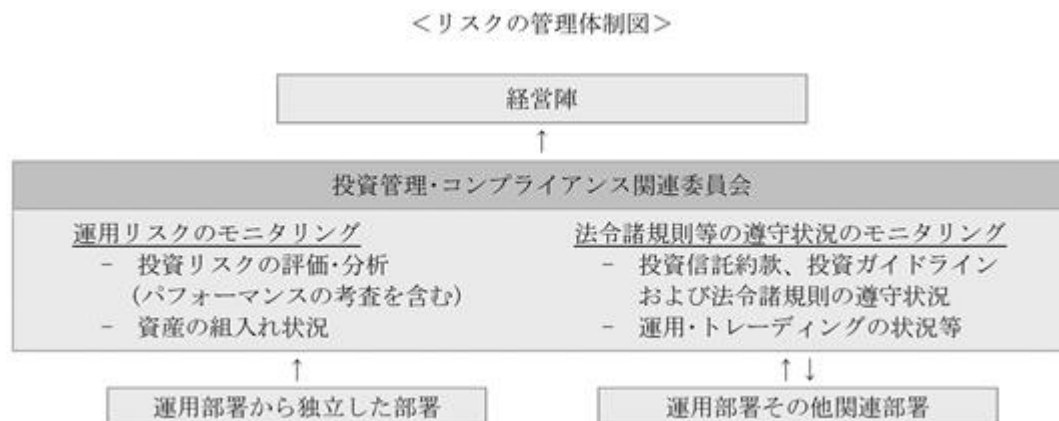 ＜リスクの管理体制図＞
経営陣
↑
投資管理・コンプライアンス関連委員会
運用リスクのモニタリング
− 投資リスクの評価・分析
(パフォーマンスの考査を含む)
− 資産の組入れ状況
法令諸規則等の遵守状況のモニタリング
− 投資信託約款、投資ガイドライン
および法令諸規則の遵守状況
− 運用・トレーディングの状況等
↑
↑↓
運用部署から独立した部署
運用部署その他関連部署